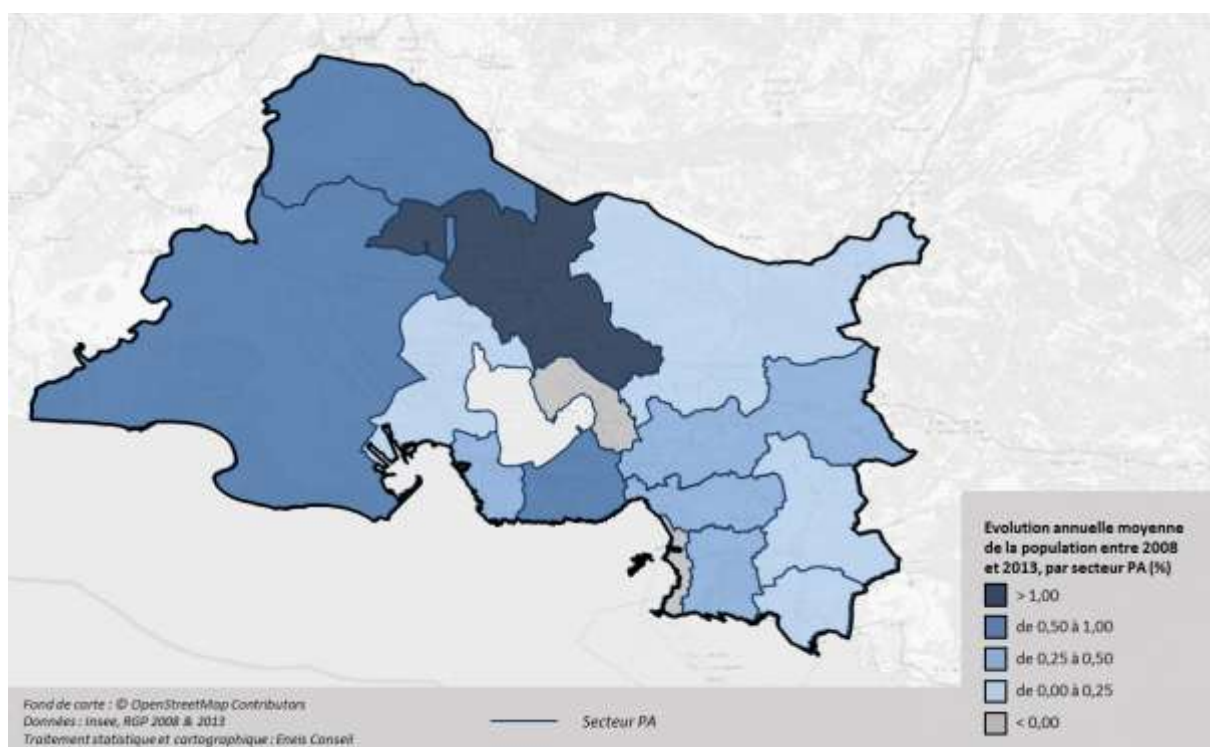 Evolution annuelle moyenne
de la population entre 2008
et 2013, par secteur PA (%)
> 1,00
de 0,50 à 1,00
de 0,25 à 0,50
de 0,00 à 0,25
< 0,00
Fond de carte : © OpenStreetMap Contributors
Données : Insee, RGP 2008 & 2013
Traitement statistique et cartographique : Eneis Conseil
Secteur PA